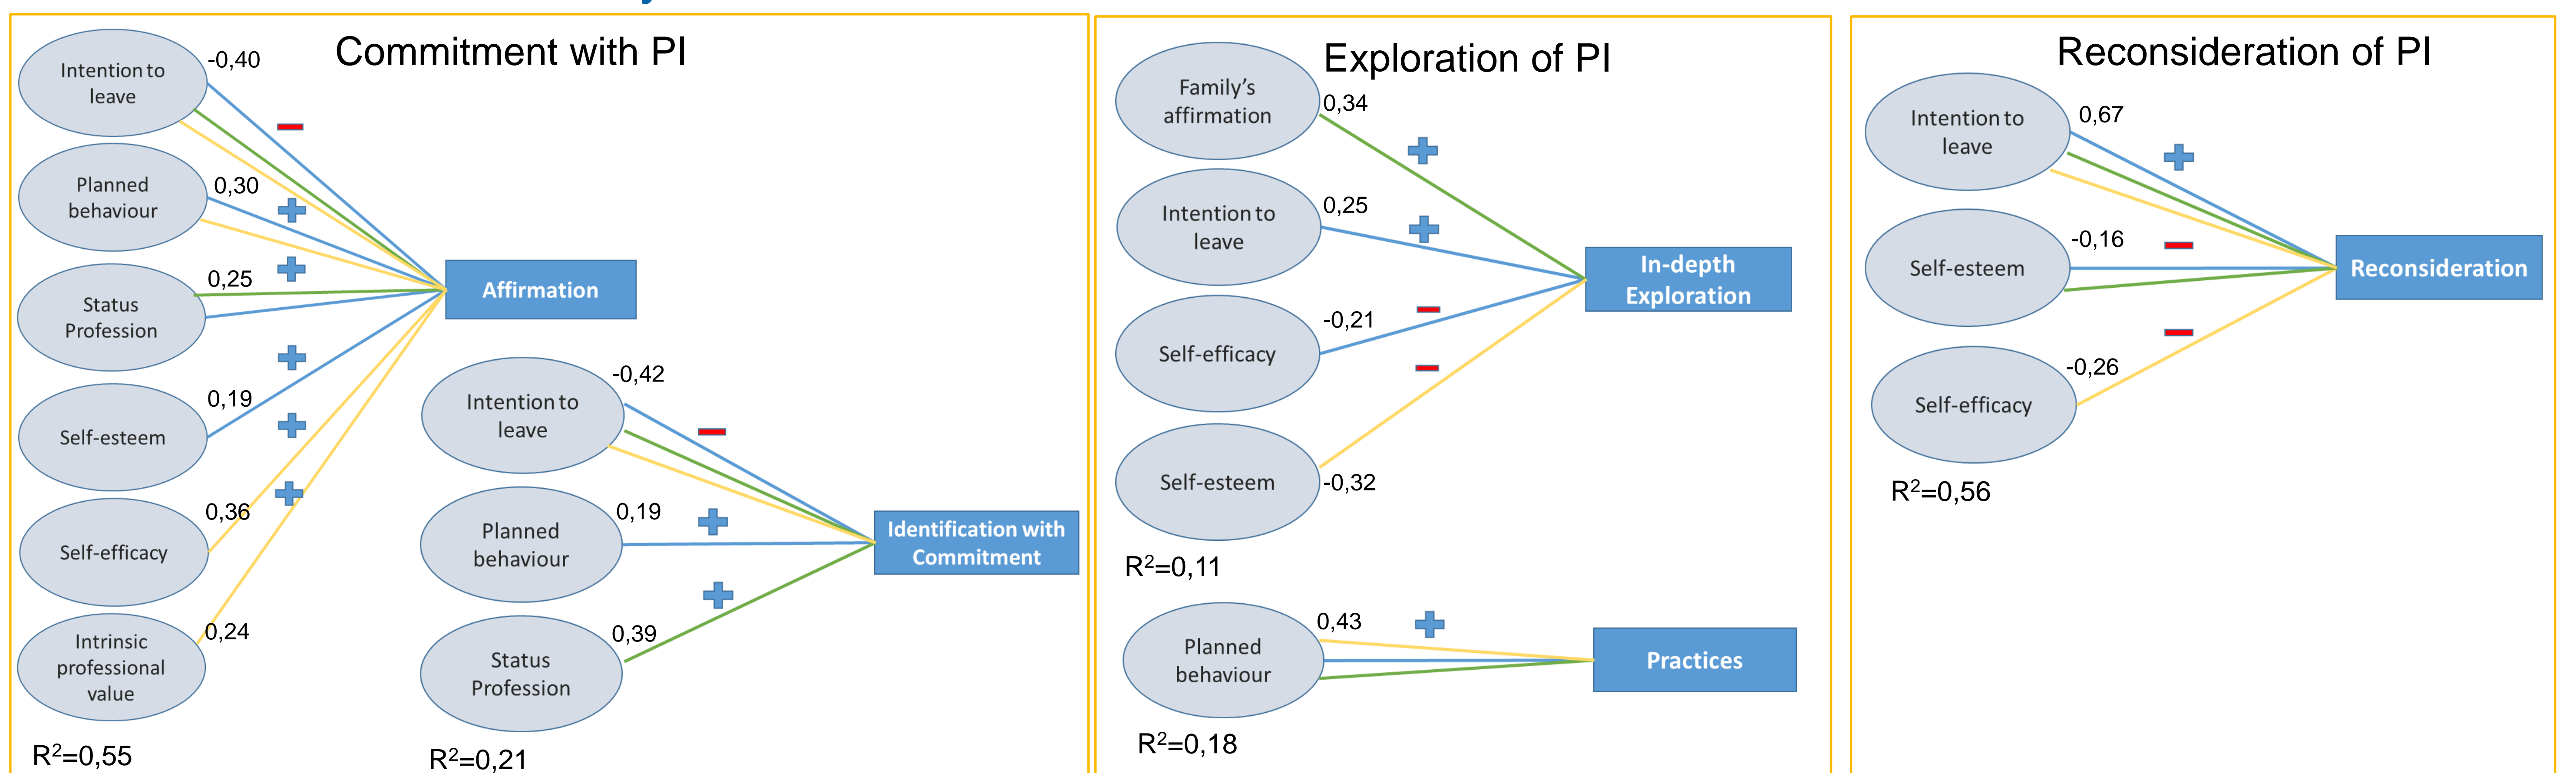 Commitment with PI
Intention to
leave
-0,40
Planned
behaviour
0,30
Status
Profession
0,25
Self-esteem
0,19
Self-efficacy
0,36
Intrinsic
professional
value
0,24
Affirmation
R²=0,55
Intention to
leave
-0,42
Planned
behaviour
0,19
Status
Profession
0,39
Identification with
Commitment
R²=0,21
Exploration of PI
Family's
affirmation
0,34
Intention to
leave
0,25
Self-efficacy
-0,21
Self-esteem
-0,32
In-depth
Exploration
R²=0,11
Planned
behaviour
0,43
Practices
R²=0,18
Reconsideration of PI
Intention to
leave
0,67
Self-esteem
-0,16
Self-efficacy
-0,26
Reconsideration
R²=0,56